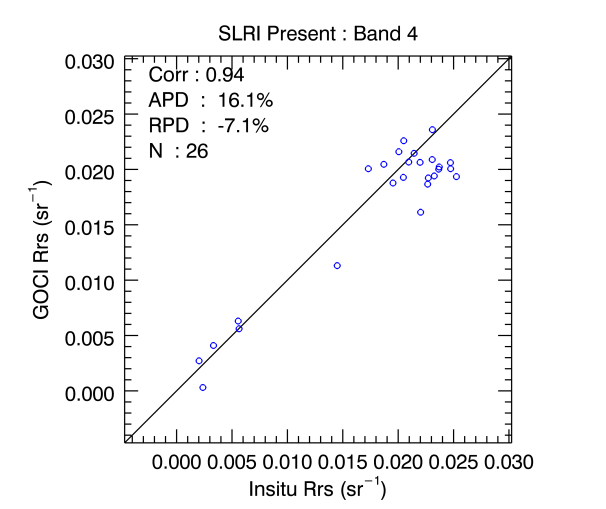 SLRI Present : Band 4
0.030
0.025
0.020
0.015
0.010
0.005
0.000
Corr : 0.94
APD : 16.1%
RPD : -7.1%
N : 26
GOCI Rrs (sr⁻¹)
0.000 0.005 0.010 0.015 0.020 0.025 0.030
Insitu Rrs (sr⁻¹)